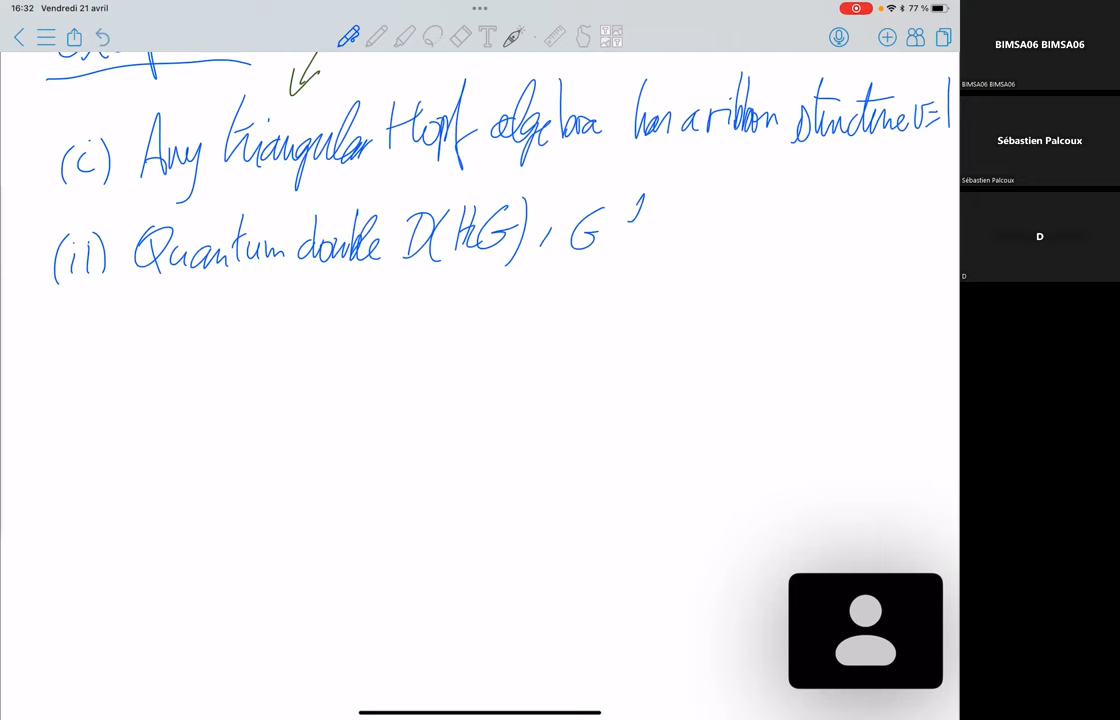 16:32 Vendredi 21 avril
77 %
(i) Any triangular Hopf algebra has a ribbon structure v=1
(ii) Quantum double D(kG), G
BIMSA06 BIMSA06
BIMSA06 BIMSA06
Sébastien Palcoux
Sébastien Palcoux
D
D